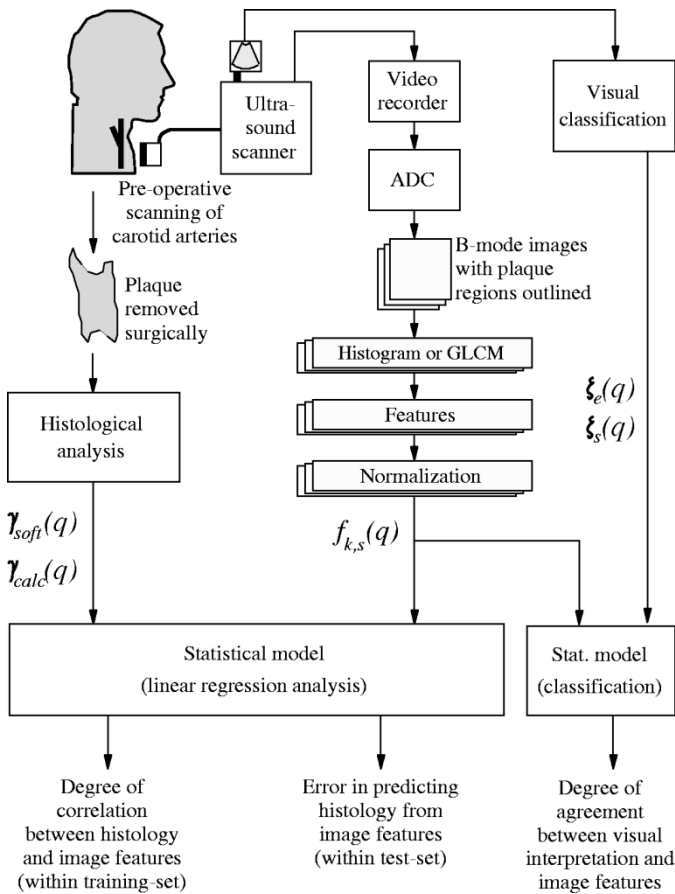 Ultra-
sound
scanner
Video
recorder
Visual
classification
ADC
Pre-operative
scanning of
carotid arteries
B-mode images
with plaque
regions outlined
Plaque
removed
surgically
Histogram or GLCM
Features
Normalization
Histological
analysis
ξe(q)
ξs(q)
γsoft(q)
γcalc(q)
fk,s(q)
Statistical model
(linear regression analysis)
Stat. model
(classification)
Degree of
correlation
between histology
and image features
(within training-set)
Error in predicting
histology from
image features
(within test-set)
Degree of
agreement
between visual
interpretation and
image features